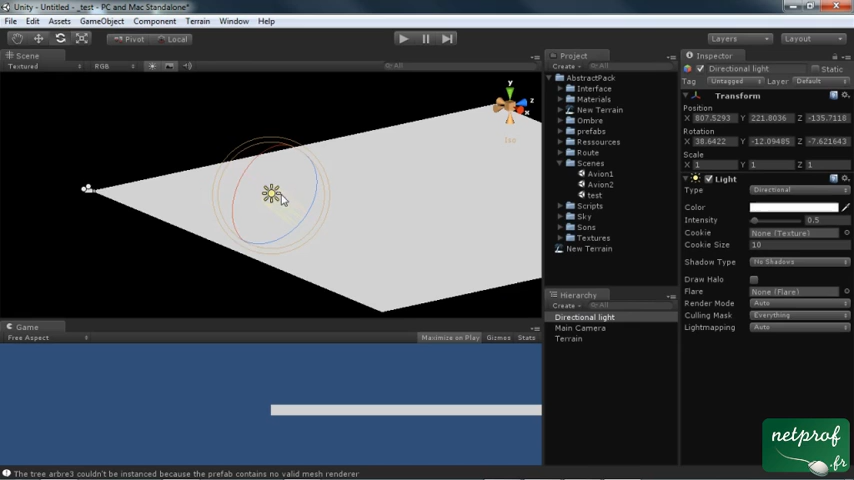 Unity - Untitled - _test - PC and Mac Standalone*
File Edit Assets GameObject Component Terrain Window Help
Pivot Local Layers Layout
Scene
Textured RGB All
y
z
x
Iso
Game
Free Aspect Maximize on Play Gizmos Stats
Project
Create All
AbstractPack
Interface
Materials
New Terrain
Ombre
prefabs
Ressources
Route
Scenes
Avion1
Avion2
test
Scripts
Sky
Sons
Textures
New Terrain
Hierarchy
Create All
Directional light
Main Camera
Terrain
Inspector
Directional light Static
Tag Untagged Layer Default
Transform
Position
X 807.5293 Y 221.8036 Z -135.7118
Rotation
X 38.6422 Y -12.09485 Z -7.621643
Scale
X 1 Y 1 Z 1
Light
Type Directional
Color
Intensity 0.5
Cookie None (Texture)
Cookie Size 10
Shadow Type No Shadows
Draw Halo
Flare None (Flare)
Render Mode Auto
Culling Mask Everything
Lightmapping Auto
netprof
.fr
The tree arbre3 couldn't be instanced because the prefab contains no valid mesh renderer